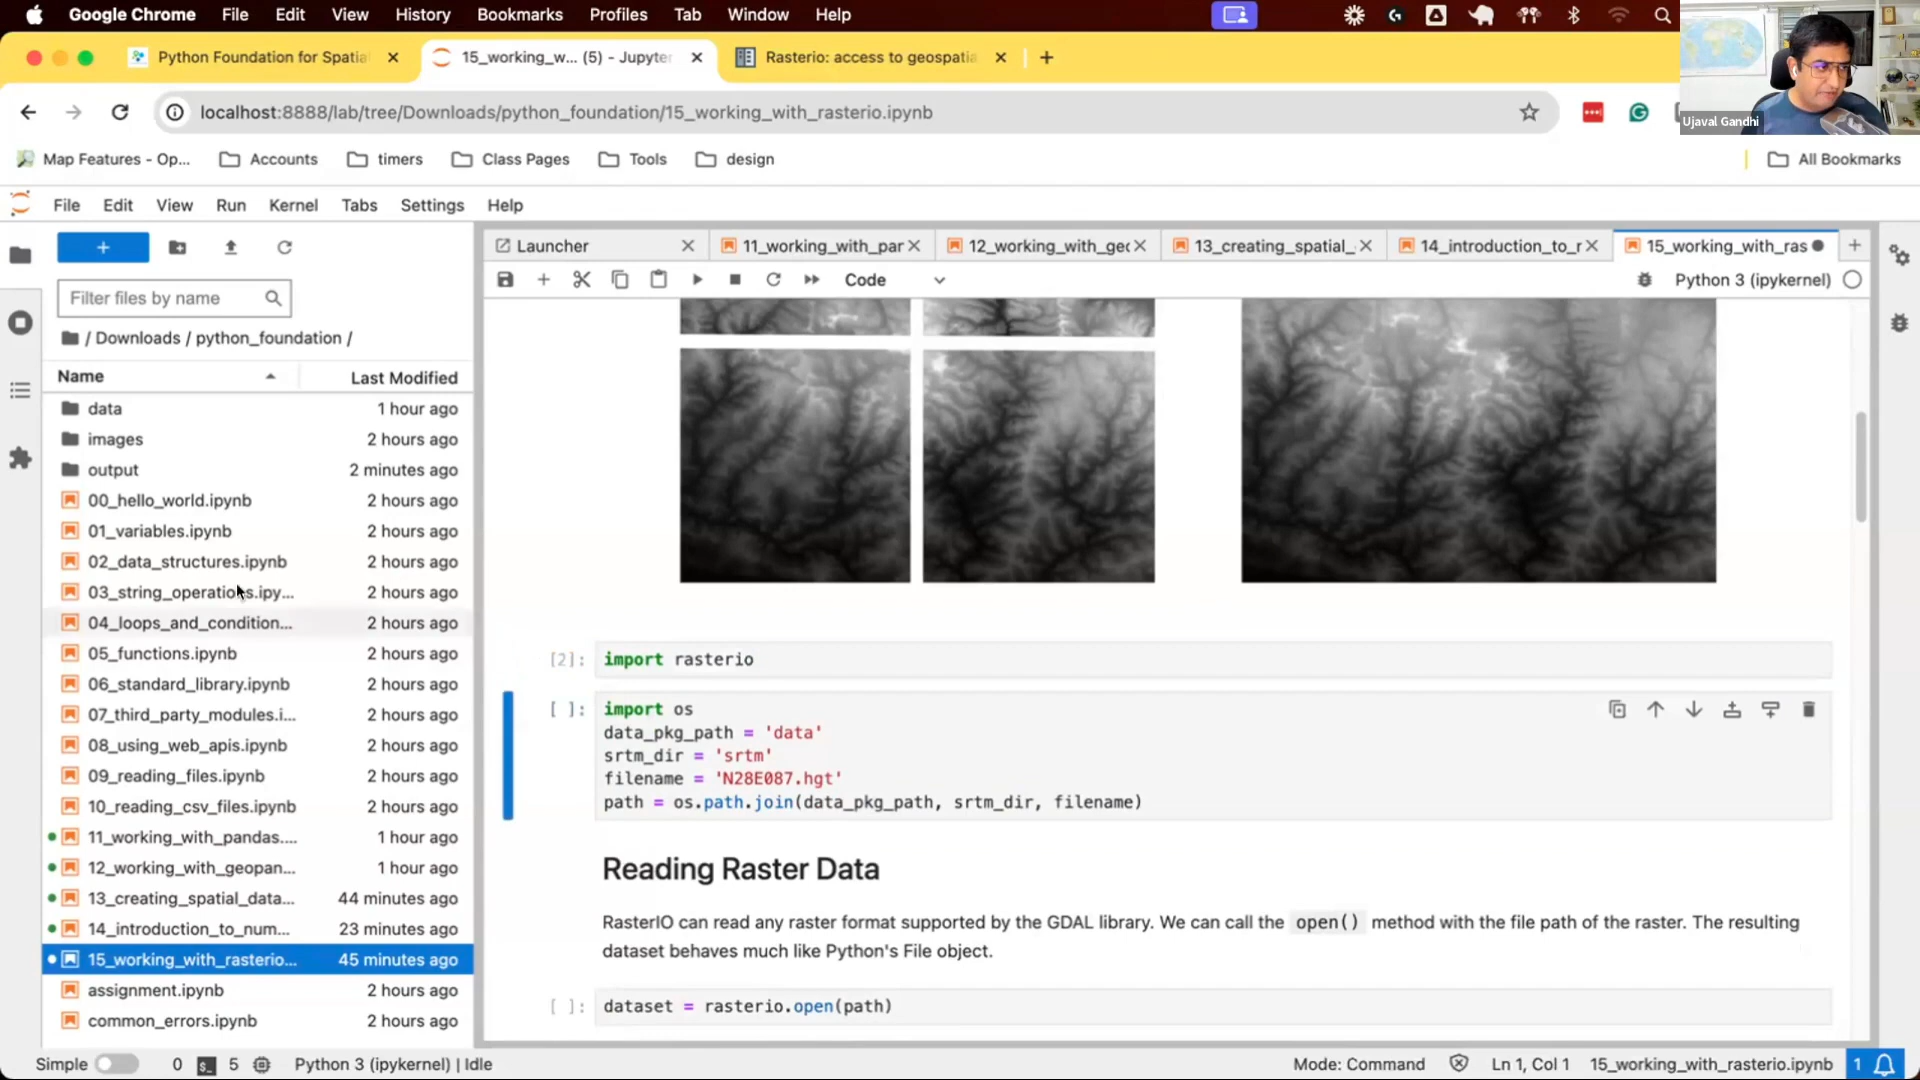 Google Chrome File Edit View History Bookmarks Profiles Tab Window Help
Python Foundation for Spatia 15_working_w... (5) - Jupyte Rasterio: access to geospatia
localhost:8888/lab/tree/Downloads/python_foundation/15_working_with_rasterio.ipynb
Ujaval Gandhi
Map Features - Op... Accounts timers Class Pages Tools design All Bookmarks
File Edit View Run Kernel Tabs Settings Help
Launcher 11_working_with_par 12_working_with_geo 13_creating_spatial_ 14_introduction_to_r 15_working_with_ras
Code Python 3 (ipykernel)
Filter files by name
/ Downloads / python_foundation /
Name Last Modified
data 1 hour ago
images 2 hours ago
output 2 minutes ago
00_hello_world.ipynb 2 hours ago
01_variables.ipynb 2 hours ago
02_data_structures.ipynb 2 hours ago
03_string_operations.ipy... 2 hours ago
04_loops_and_condition... 2 hours ago
05_functions.ipynb 2 hours ago
06_standard_library.ipynb 2 hours ago
07_third_party_modules.i... 2 hours ago
08_using_web_apis.ipynb 2 hours ago
09_reading_files.ipynb 2 hours ago
10_reading_csv_files.ipynb 2 hours ago
11_working_with_pandas.... 1 hour ago
12_working_with_geopan... 1 hour ago
13_creating_spatial_data... 44 minutes ago
14_introduction_to_num... 23 minutes ago
15_working_with_rasterio... 45 minutes ago
assignment.ipynb 2 hours ago
common_errors.ipynb 2 hours ago
[2]: import rasterio
[ ]: import os
data_pkg_path = 'data'
srtm_dir = 'srtm'
filename = 'N28E087.hgt'
path = os.path.join(data_pkg_path, srtm_dir, filename)
Reading Raster Data
RasterIO can read any raster format supported by the GDAL library. We can call the open() method with the file path of the raster. The resulting
dataset behaves much like Python's File object.
[ ]: dataset = rasterio.open(path)
Simple 0 5 Python 3 (ipykernel) | Idle Mode: Command Ln 1, Col 1 15_working_with_rasterio.ipynb 1